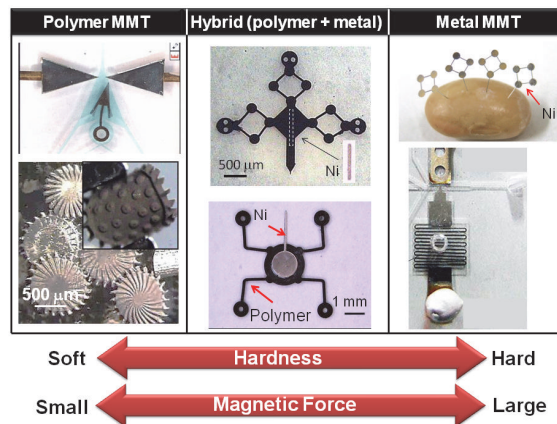 Polymer MMT
Hybrid (polymer + metal)
Metal MMT
500 μm
500 μm
Ni
Ni
Polymer
1 mm
Ni
Soft
Hardness
Hard
Small
Magnetic Force
Large